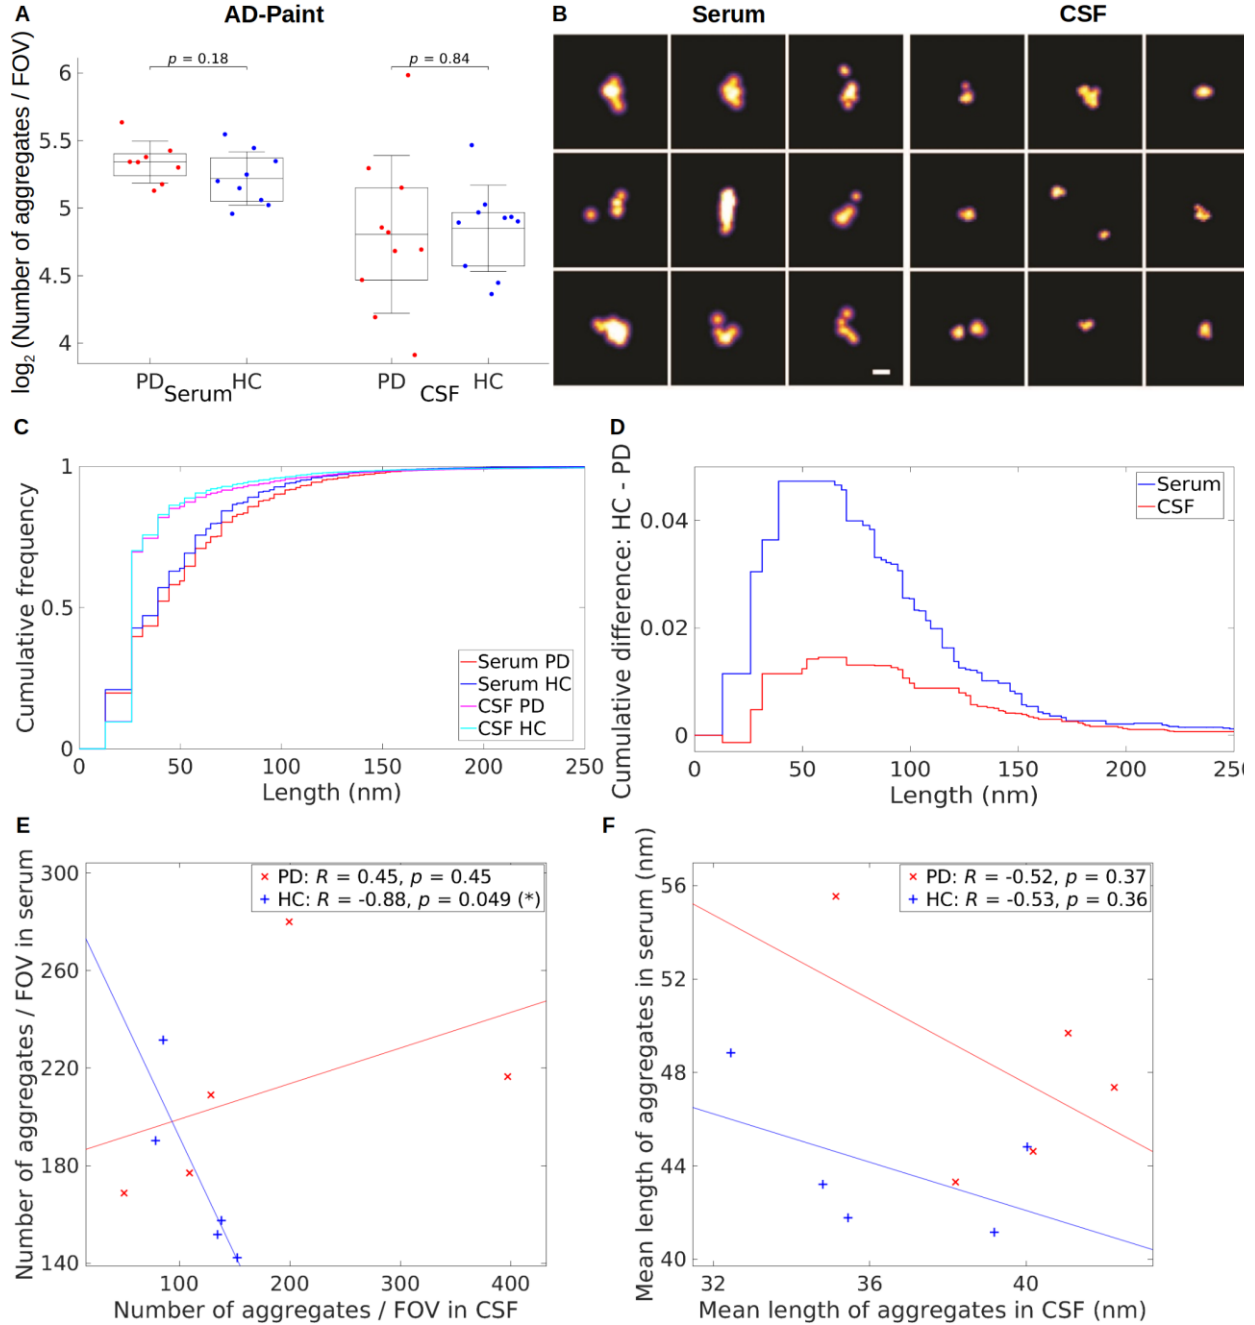 A
AD-Paint
log2 (Number of aggregates / FOV)
p = 0.18
p = 0.84
6
5.5
5
4.5
4
PD
HC
PD
HC
Serum
CSF
B
Serum
CSF
C
Cumulative frequency
1
0.5
0
0
50
100
150
200
250
Length (nm)
Serum PD
Serum HC
CSF PD
CSF HC
D
Cumulative difference: HC - PD
0.04
0.02
0
0
50
100
150
200
250
Length (nm)
Serum
CSF
E
Number of aggregates / FOV in serum
300
260
220
180
140
100
200
300
400
Number of aggregates / FOV in CSF
PD: R = 0.45, p = 0.45
HC: R = -0.88, p = 0.049 (*)
F
Mean length of aggregates in serum (nm)
56
52
48
44
40
32
36
40
Mean length of aggregates in CSF (nm)
PD: R = -0.52, p = 0.37
HC: R = -0.53, p = 0.36